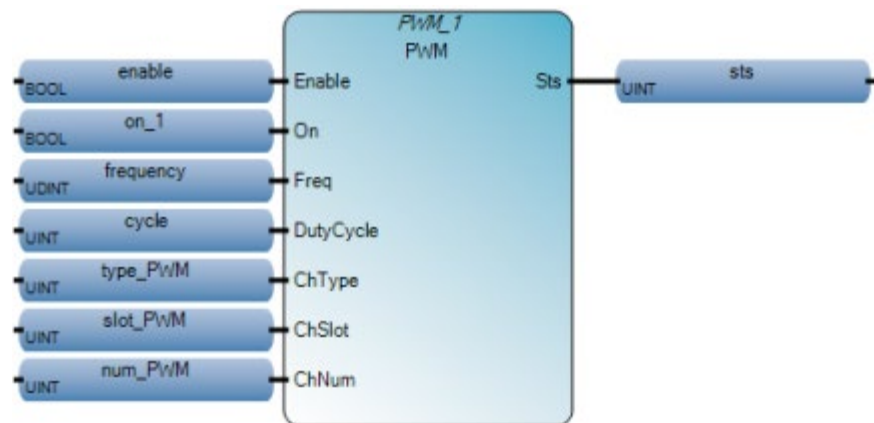 PWM_1
PWM
enable
BOOL
Enable
Sts
sts
UINT
on_1
BOOL
On
frequency
UDINT
Freq
cycle
UINT
DutyCycle
type_PWM
UINT
ChType
slot_PWM
UINT
ChSlot
num_PWM
UINT
ChNum